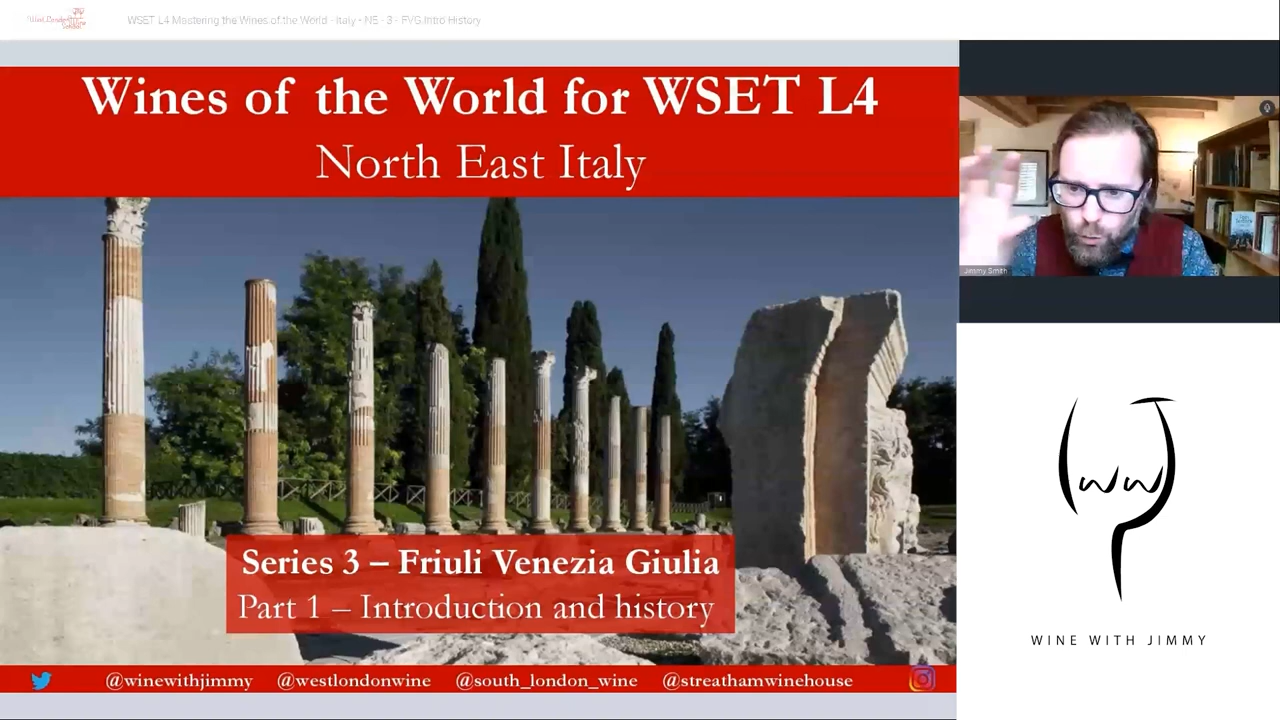 WSET L4 Mastering the Wines of the World - Italy - NE - 3 - FVG Intro History
Wines of the World for WSET L4
North East Italy
Jimmy Smith
Series 3 – Friuli Venezia Giulia
Part 1 – Introduction and history
WINE WITH JIMMY
@winewithjimmy @westlondonwine @south_london_wine @streathamwinehouse